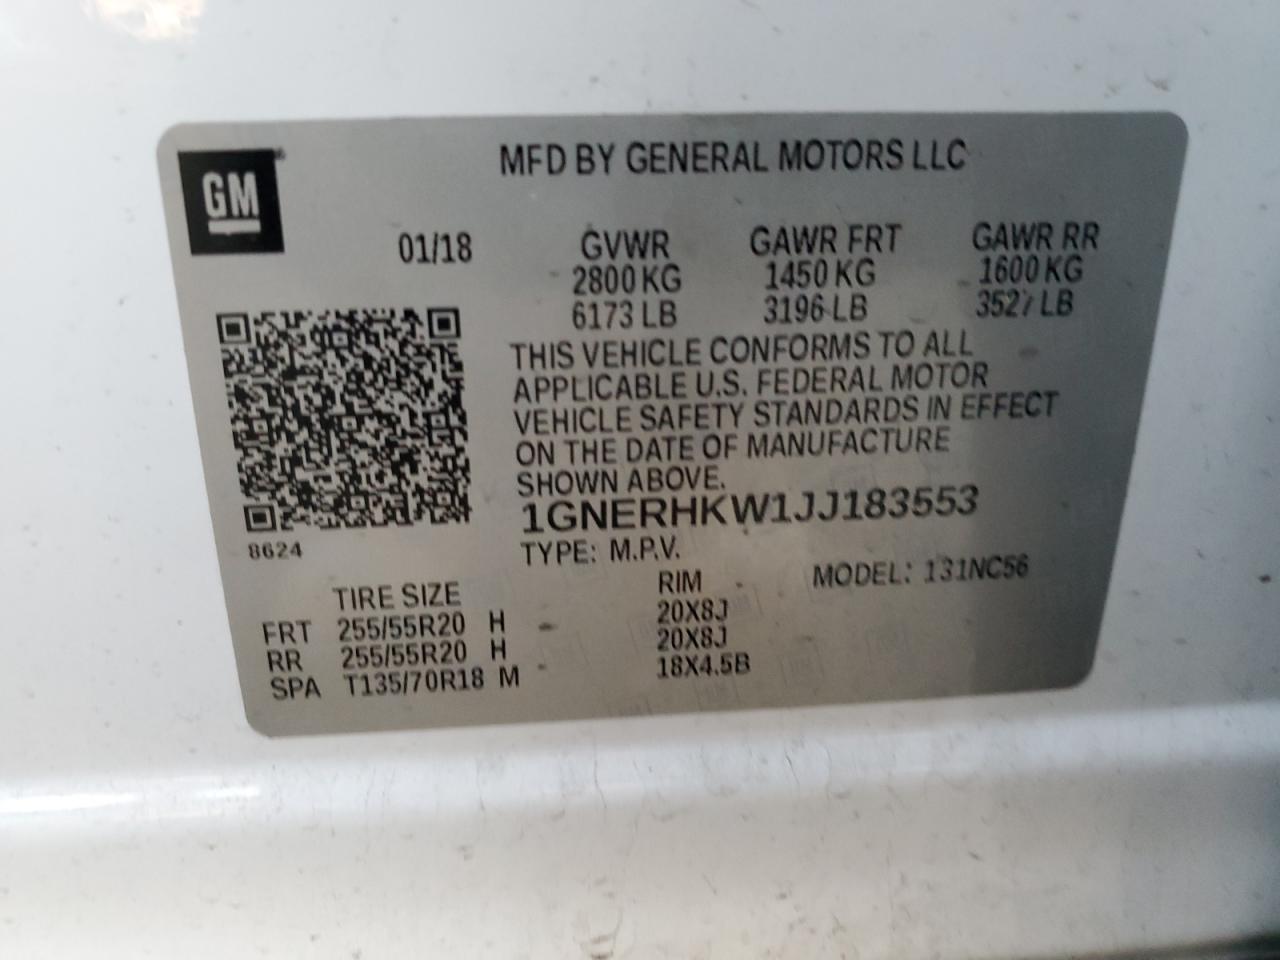 GM
MFD BY GENERAL MOTORS LLC
01/18 GVWR GAWR FRT GAWR RR
2800 KG 1450 KG 1600 KG
6173 LB 3196 LB 3527 LB
THIS VEHICLE CONFORMS TO ALL
APPLICABLE U.S. FEDERAL MOTOR
VEHICLE SAFETY STANDARDS IN EFFECT
ON THE DATE OF MANUFACTURE
SHOWN ABOVE.
1GNERHKW1JJ183553
8624
TYPE: M.P.V.
MODEL: 131NC56
TIRE SIZE RIM
FRT 255/55R20 H 20X8J
RR 255/55R20 H 20X8J
SPA T135/70R18 M 18X4.5B